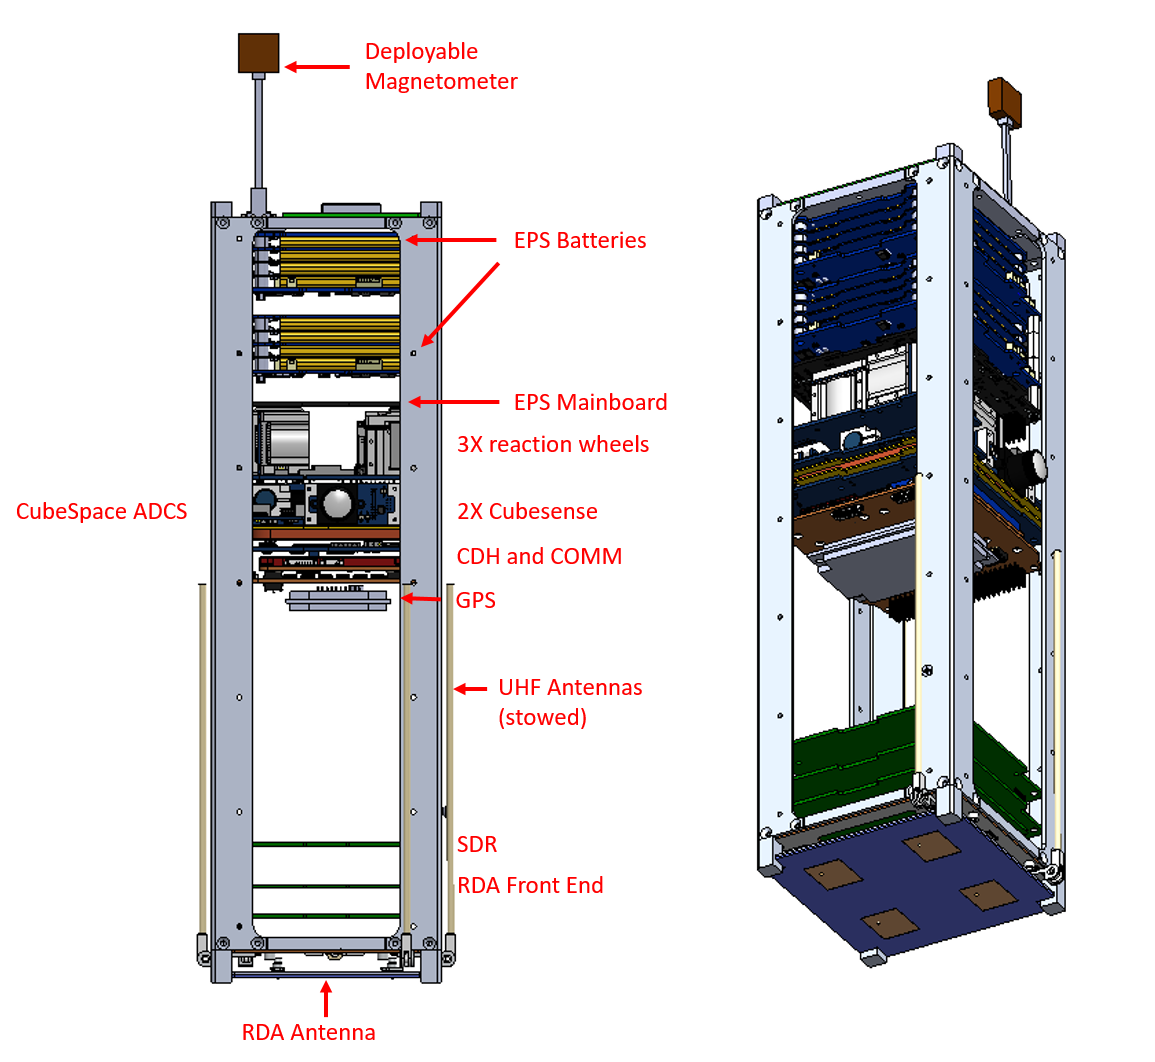 Deployable
Magnetometer
EPS Batteries
EPS Mainboard
3X reaction wheels
CubeSpace ADCS
2X Cubesense
CDH and COMM
GPS
UHF Antennas
(stowed)
SDR
RDA Front End
RDA Antenna